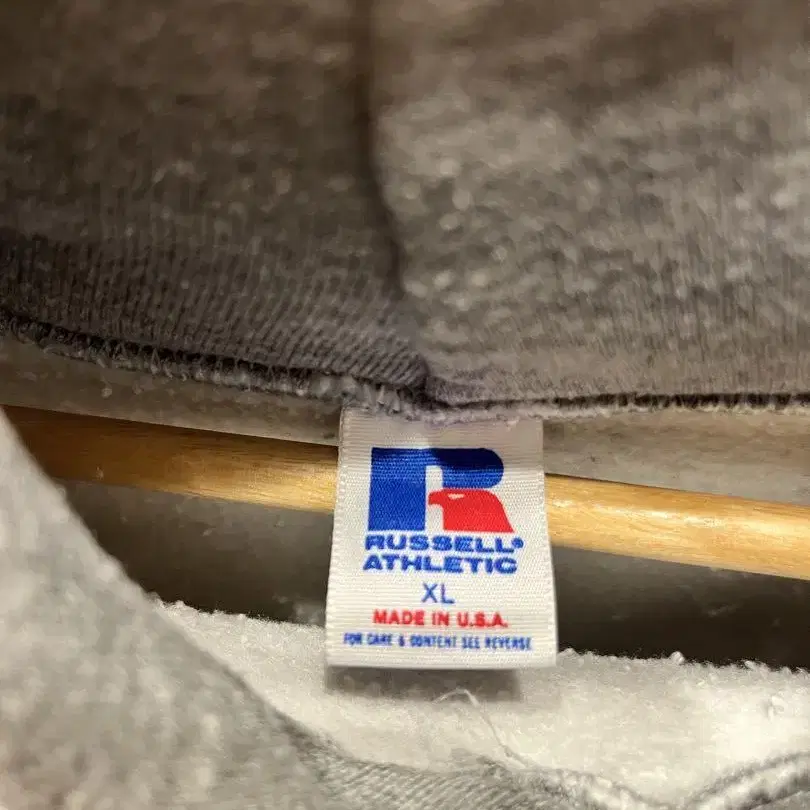 R
RUSSELL®
ATHLETIC
XL
MADE IN U.S.A.
FOR CARE & CONTENT SEE REVERSE